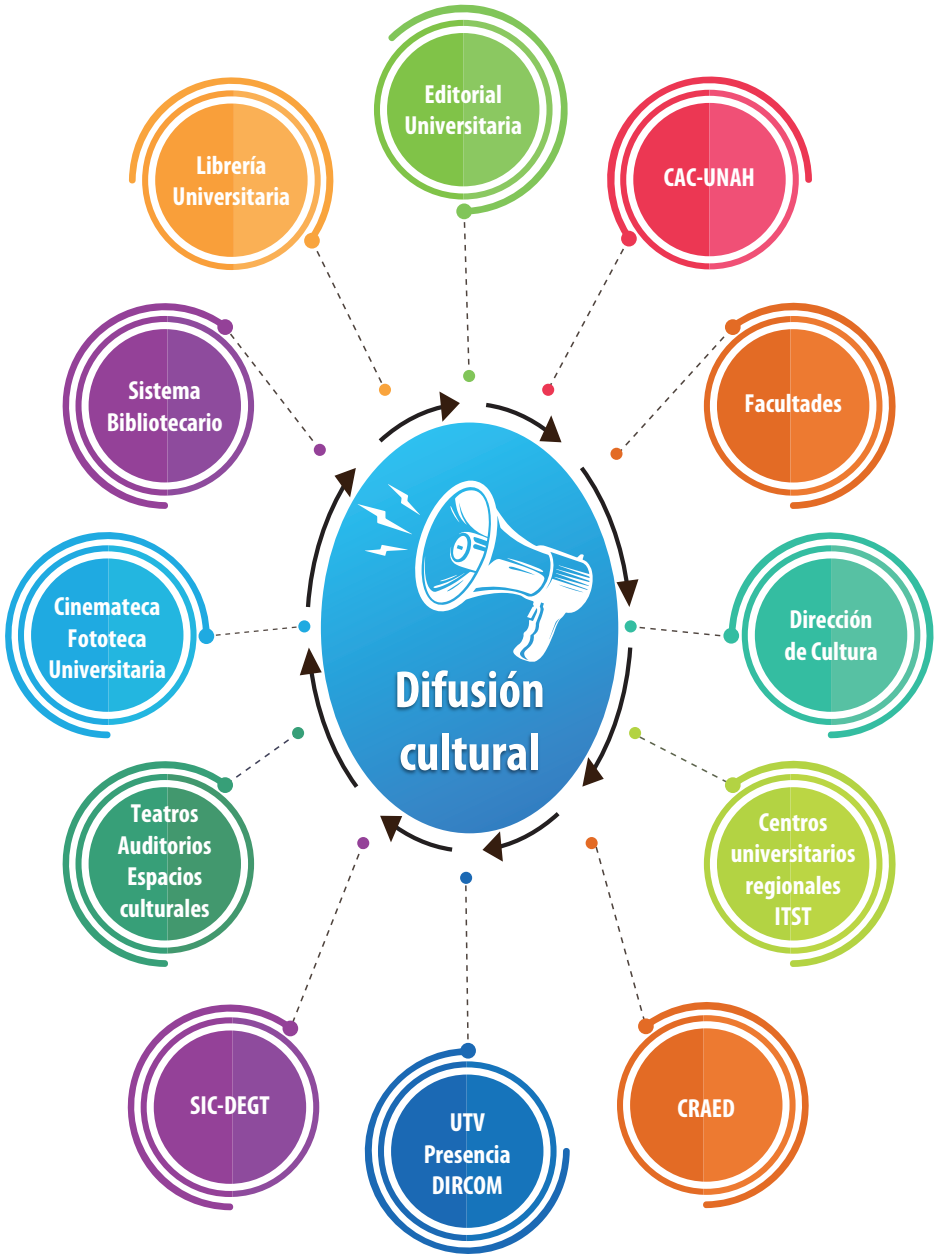 Editorial
Universitaria
CAC-UNAH
Facultades
Dirección
de Cultura
Centros
universitarios
regionales
ITST
CRAED
UTV
Presencia
DIRCOM
SIC-DEGT
Teatros
Auditorios
Espacios
culturales
Cinemateca
Fototeca
Universitaria
Sistema
Bibliotecario
Librería
Universitaria
Difusión
cultural